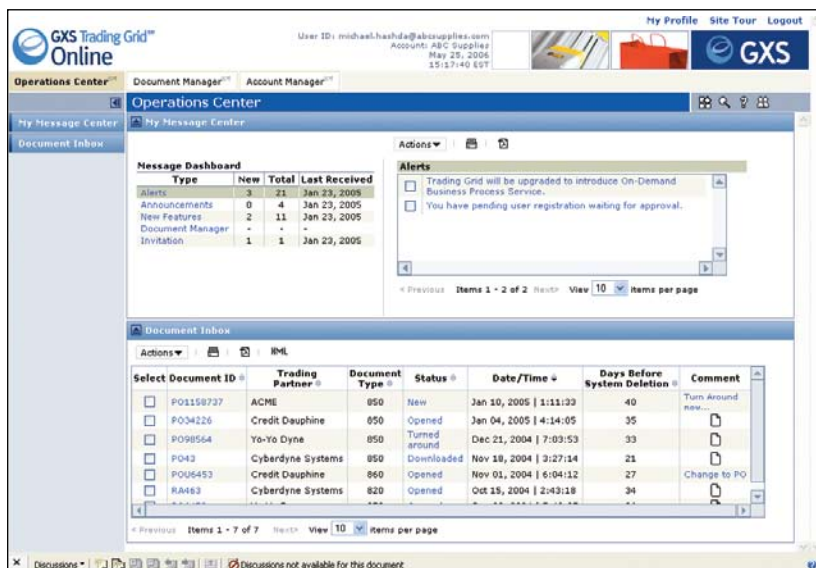 My Profile Site Tour Logout
GXS Trading Grid℠
Online
User ID: michael.hashda@abcsupplies.com
Account: ABC Supplies
May 25, 2006
15:17:40 EST
GXS
Operations Center Document Manager Account Manager
Operations Center
My Message Center
Document Inbox
My Message Center
Actions
Message Dashboard
Type New Total Last Received
Alerts 3 21 Jan 23, 2005
Announcements 0 4 Jan 23, 2005
New Features 2 11 Jan 23, 2005
Document Manager - - -
Invitation 1 1 Jan 23, 2005
Alerts
Trading Grid will be upgraded to introduce On-Demand
Business Process Service.
You have pending user registration waiting for approval.
< Previous Items 1 - 2 of 2 Next> View 10 items per page
Document Inbox
Actions XML
Select Document ID Trading Partner Document Type Status Date/Time Days Before System Deletion Comment
PO1158737 ACME 850 New Jan 10, 2005 | 1:11:33 40 Turn Around
PO34226 Credit Dauphine 850 Opened Jan 04, 2005 | 4:14:05 35
PO98564 Yo-Yo Dyne 850 Turned around Dec 21, 2004 | 7:03:53 33
PO43 Cyberdyne Systems 850 Downloaded Nov 18, 2004 | 3:27:14 21
POU6453 Credit Dauphine 860 Opened Nov 01, 2004 | 6:04:12 27 Change to PO
RA463 Cyberdyne Systems 820 Opened Oct 15, 2004 | 2:43:18 34
< Previous Items 1 - 7 of 7 Next> View 10 items per page
Discussions Discussions not available for this document